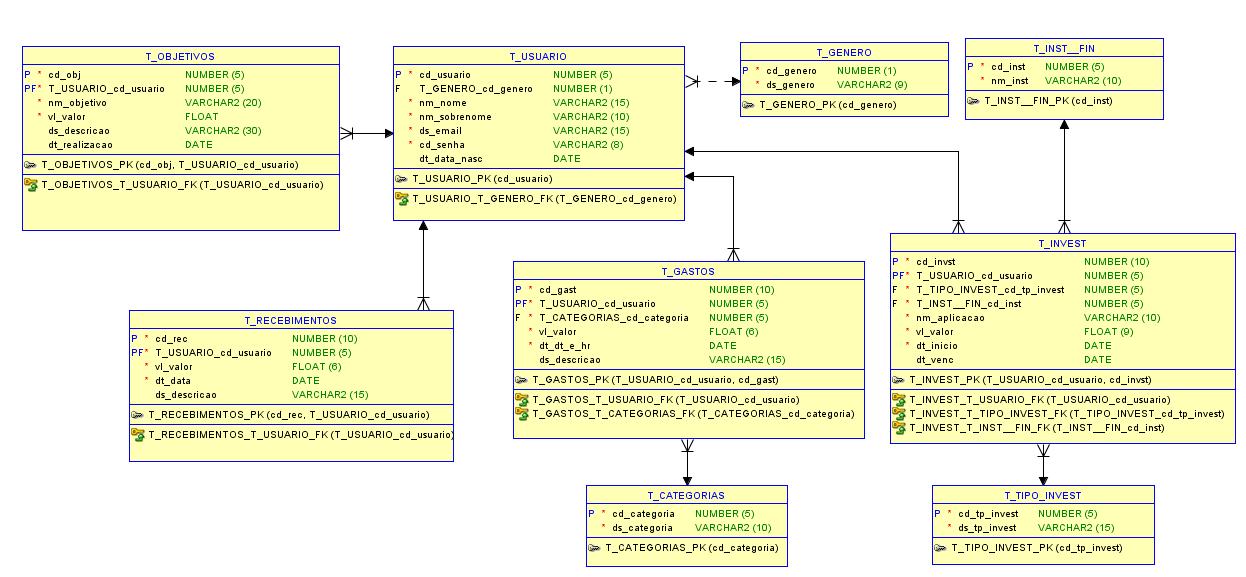 T_OBJETIVOS
P * cd_obj NUMBER (5)
PF* T_USUARIO_cd_usuario NUMBER (5)
* nm_objetivo VARCHAR2 (20)
* vl_valor FLOAT
ds_descricao VARCHAR2 (30)
dt_realizacao DATE
T_OBJETIVOS_PK (cd_obj, T_USUARIO_cd_usuario)
T_OBJETIVOS_T_USUARIO_FK (T_USUARIO_cd_usuario)
T_USUARIO
P * cd_usuario NUMBER (5)
F T_GENERO_cd_genero NUMBER (1)
* nm_nome VARCHAR2 (15)
* nm_sobrenome VARCHAR2 (10)
* ds_email VARCHAR2 (15)
* cd_senha VARCHAR2 (8)
dt_data_nasc DATE
T_USUARIO_PK (cd_usuario)
T_USUARIO_T_GENERO_FK (T_GENERO_cd_genero)
T_GENERO
P * cd_genero NUMBER (1)
* ds_genero VARCHAR2 (9)
T_GENERO_PK (cd_genero)
T_INST__FIN
P * cd_inst NUMBER (5)
* nm_inst VARCHAR2 (10)
T_INST__FIN_PK (cd_inst)
T_RECEBIMENTOS
P * cd_rec NUMBER (10)
PF* T_USUARIO_cd_usuario NUMBER (5)
* vl_valor FLOAT (6)
* dt_data DATE
ds_descricao VARCHAR2 (15)
T_RECEBIMENTOS_PK (cd_rec, T_USUARIO_cd_usuario)
T_RECEBIMENTOS_T_USUARIO_FK (T_USUARIO_cd_usuario)
T_GASTOS
P * cd_gast NUMBER (10)
PF* T_USUARIO_cd_usuario NUMBER (5)
F * T_CATEGORIAS_cd_categoria NUMBER (5)
* vl_valor FLOAT (6)
* dt_dt_e_hr DATE
ds_descricao VARCHAR2 (15)
T_GASTOS_PK (T_USUARIO_cd_usuario, cd_gast)
T_GASTOS_T_USUARIO_FK (T_USUARIO_cd_usuario)
T_GASTOS_T_CATEGORIAS_FK (T_CATEGORIAS_cd_categoria)
T_INVEST
P * cd_invst NUMBER (10)
PF* T_USUARIO_cd_usuario NUMBER (5)
F * T_TIPO_INVEST_cd_tp_invest NUMBER (5)
F * T_INST__FIN_cd_inst NUMBER (5)
* nm_aplicacao VARCHAR2 (10)
* vl_valor FLOAT (9)
* dt_inicio DATE
dt_venc DATE
T_INVEST_PK (T_USUARIO_cd_usuario, cd_invst)
T_INVEST_T_USUARIO_FK (T_USUARIO_cd_usuario)
T_INVEST_T_TIPO_INVEST_FK (T_TIPO_INVEST_cd_tp_invest)
T_INVEST_T_INST__FIN_FK (T_INST__FIN_cd_inst)
T_CATEGORIAS
P * cd_categoria NUMBER (5)
* ds_categoria VARCHAR2 (10)
T_CATEGORIAS_PK (cd_categoria)
T_TIPO_INVEST
P * cd_tp_invest NUMBER (5)
* ds_tp_invest VARCHAR2 (15)
T_TIPO_INVEST_PK (cd_tp_invest)